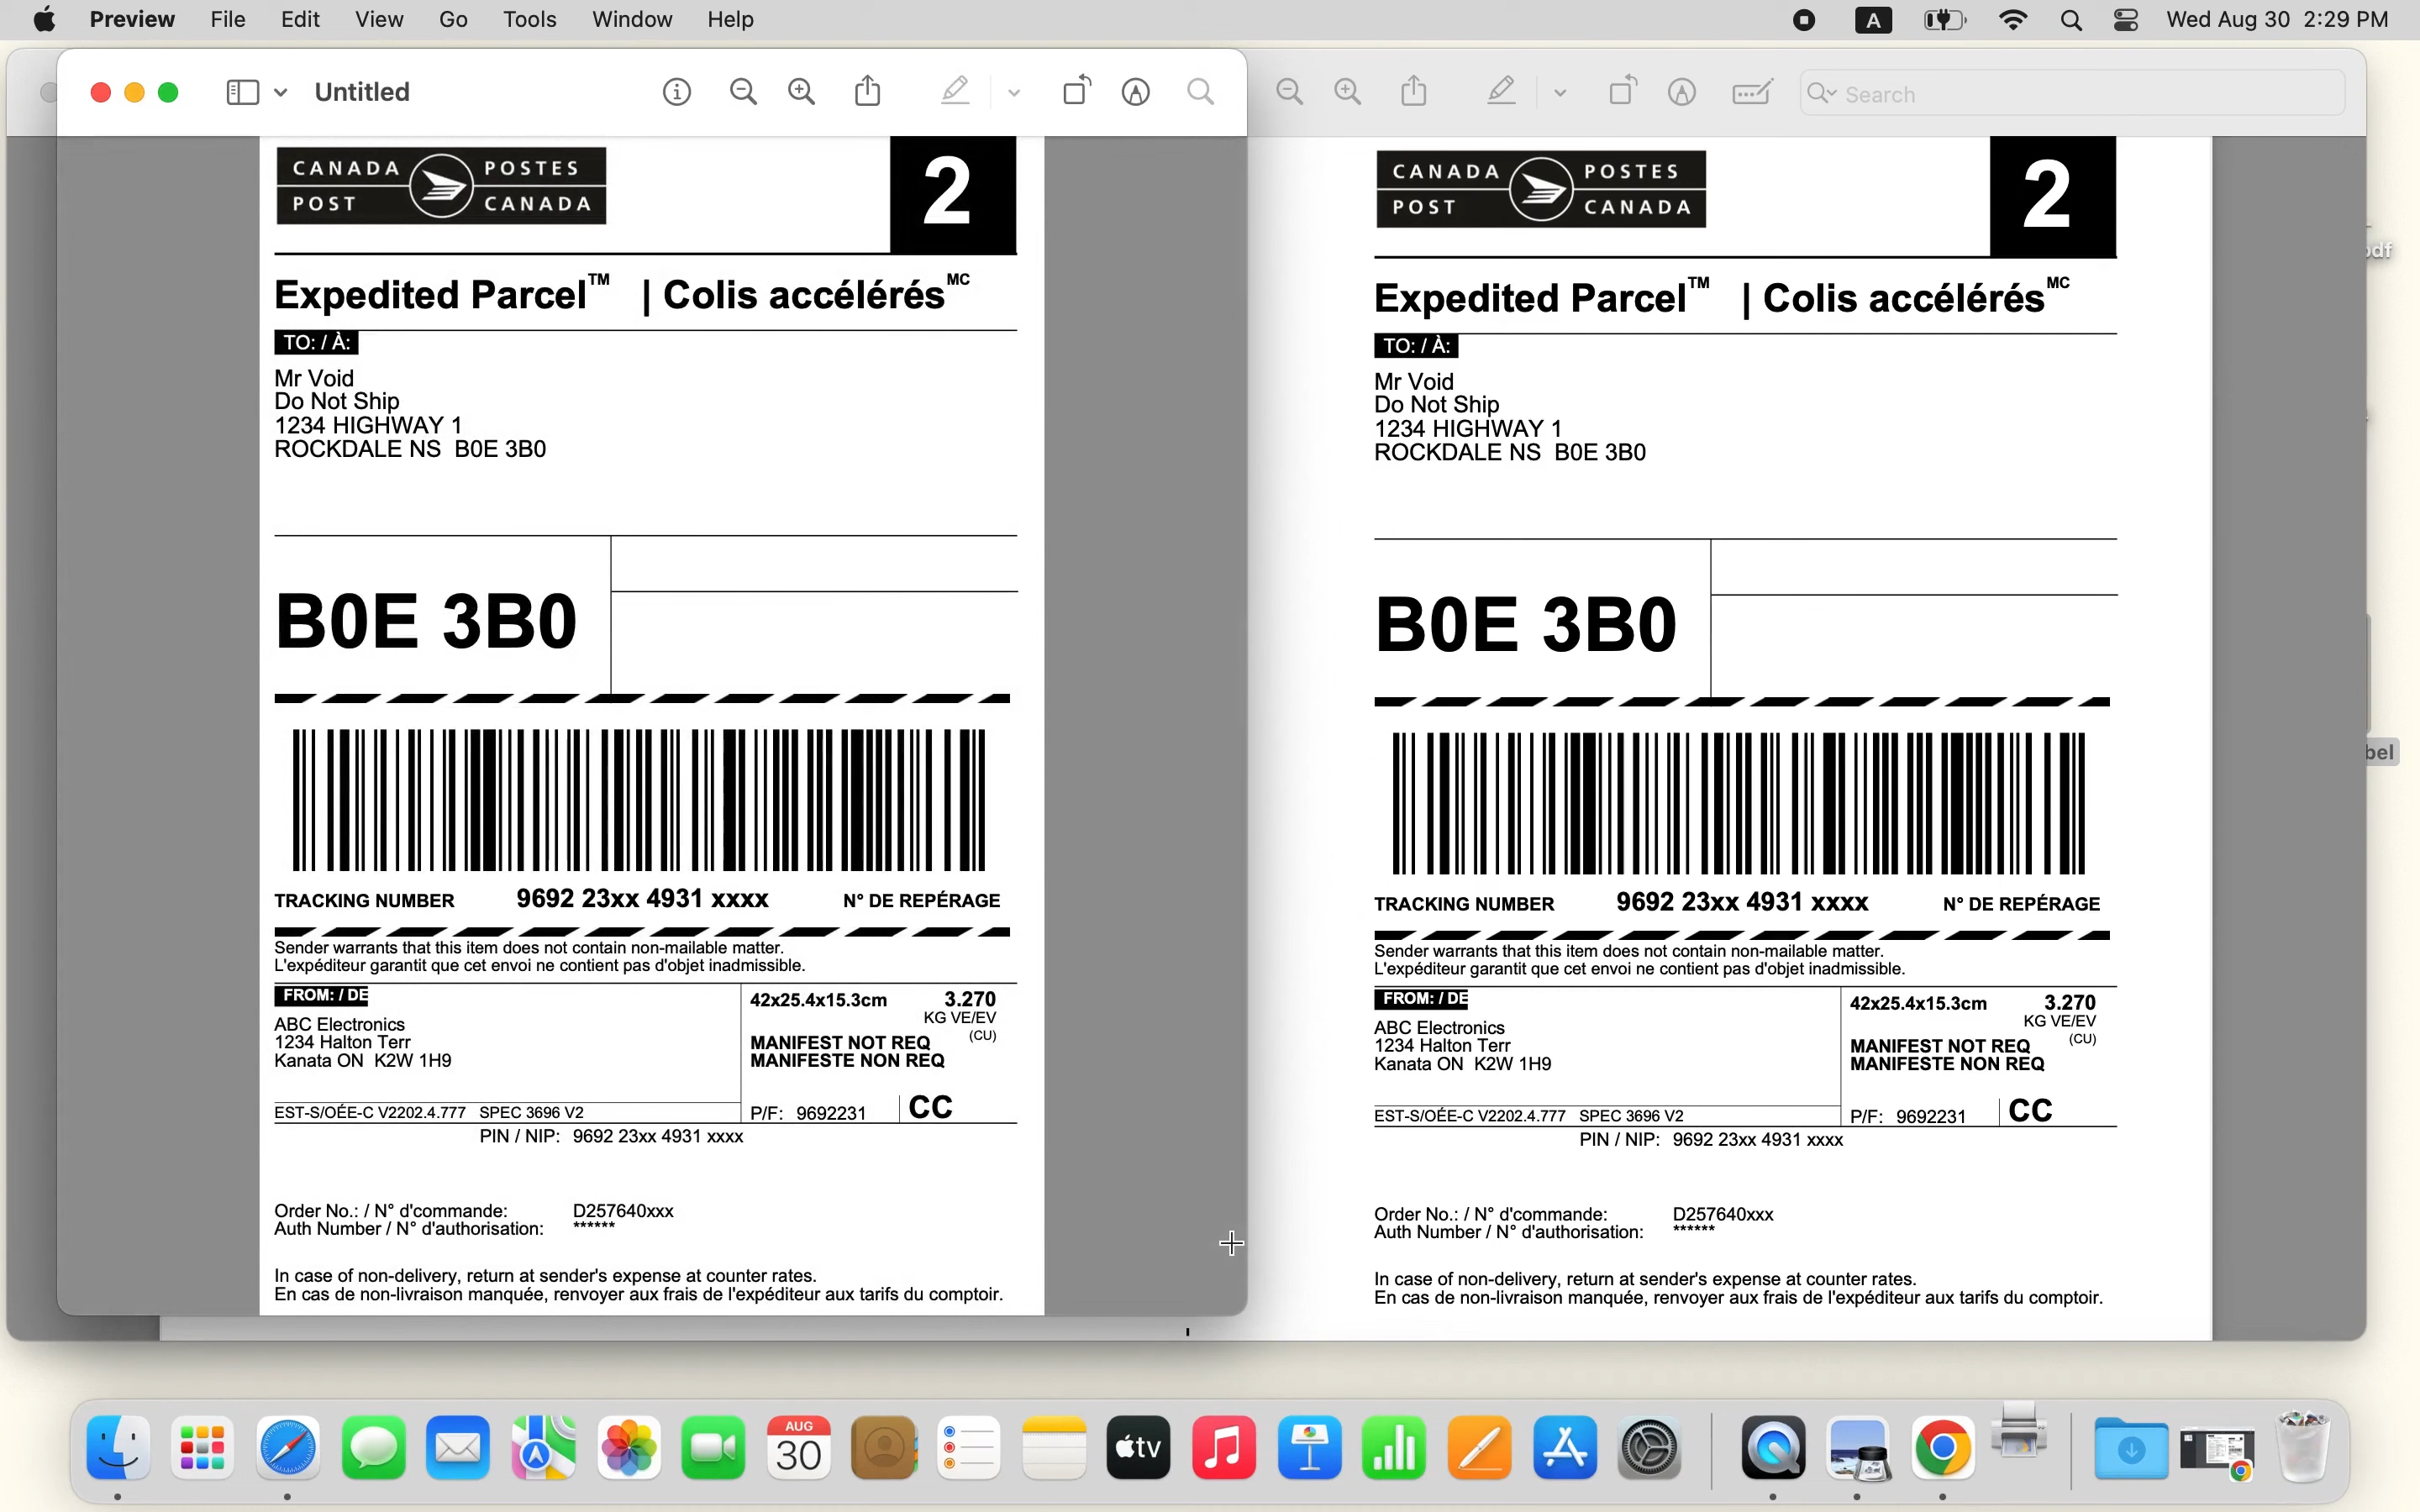 Preview File Edit View Go Tools Window Help A Wed Aug 30 2:29 PM
Untitled
Search
CANADA POSTES
POST CANADA
2
Expedited Parcel™ | Colis accélérés MC
TO: / À:
Mr Void
Do Not Ship
1234 HIGHWAY 1
ROCKDALE NS B0E 3B0
B0E 3B0
TRACKING NUMBER 9692 23xx 4931 xxxx N° DE REPÉRAGE
Sender warrants that this item does not contain non-mailable matter.
L'expéditeur garantit que cet envoi ne contient pas d'objet inadmissible.
FROM: / DE
ABC Electronics
1234 Halton Terr
Kanata ON K2W 1H9
42x25.4x15.3cm 3.270
KG VE/EV
(CU)
MANIFEST NOT REQ
MANIFESTE NON REQ
EST-S/OÉE-C V2202.4.777 SPEC 3696 V2
P/F: 9692231 CC
PIN / NIP: 9692 23xx 4931 xxxx
Order No.: / N° d'commande: D257640xxx
Auth Number / N° d'authorisation: ******
In case of non-delivery, return at sender's expense at counter rates.
En cas de non-livraison manquée, renvoyer aux frais de l'expéditeur aux tarifs du comptoir.
CANADA POSTES
POST CANADA
2
Expedited Parcel™ | Colis accélérés MC
TO: / À:
Mr Void
Do Not Ship
1234 HIGHWAY 1
ROCKDALE NS B0E 3B0
B0E 3B0
TRACKING NUMBER 9692 23xx 4931 xxxx N° DE REPÉRAGE
Sender warrants that this item does not contain non-mailable matter.
L'expéditeur garantit que cet envoi ne contient pas d'objet inadmissible.
FROM: / DE
ABC Electronics
1234 Halton Terr
Kanata ON K2W 1H9
42x25.4x15.3cm 3.270
KG VE/EV
(CU)
MANIFEST NOT REQ
MANIFESTE NON REQ
EST-S/OÉE-C V2202.4.777 SPEC 3696 V2
P/F: 9692231 CC
PIN / NIP: 9692 23xx 4931 xxxx
Order No.: / N° d'commande: D257640xxx
Auth Number / N° d'authorisation: ******
In case of non-delivery, return at sender's expense at counter rates.
En cas de non-livraison manquée, renvoyer aux frais de l'expéditeur aux tarifs du comptoir.
bel
AUG
30
tv